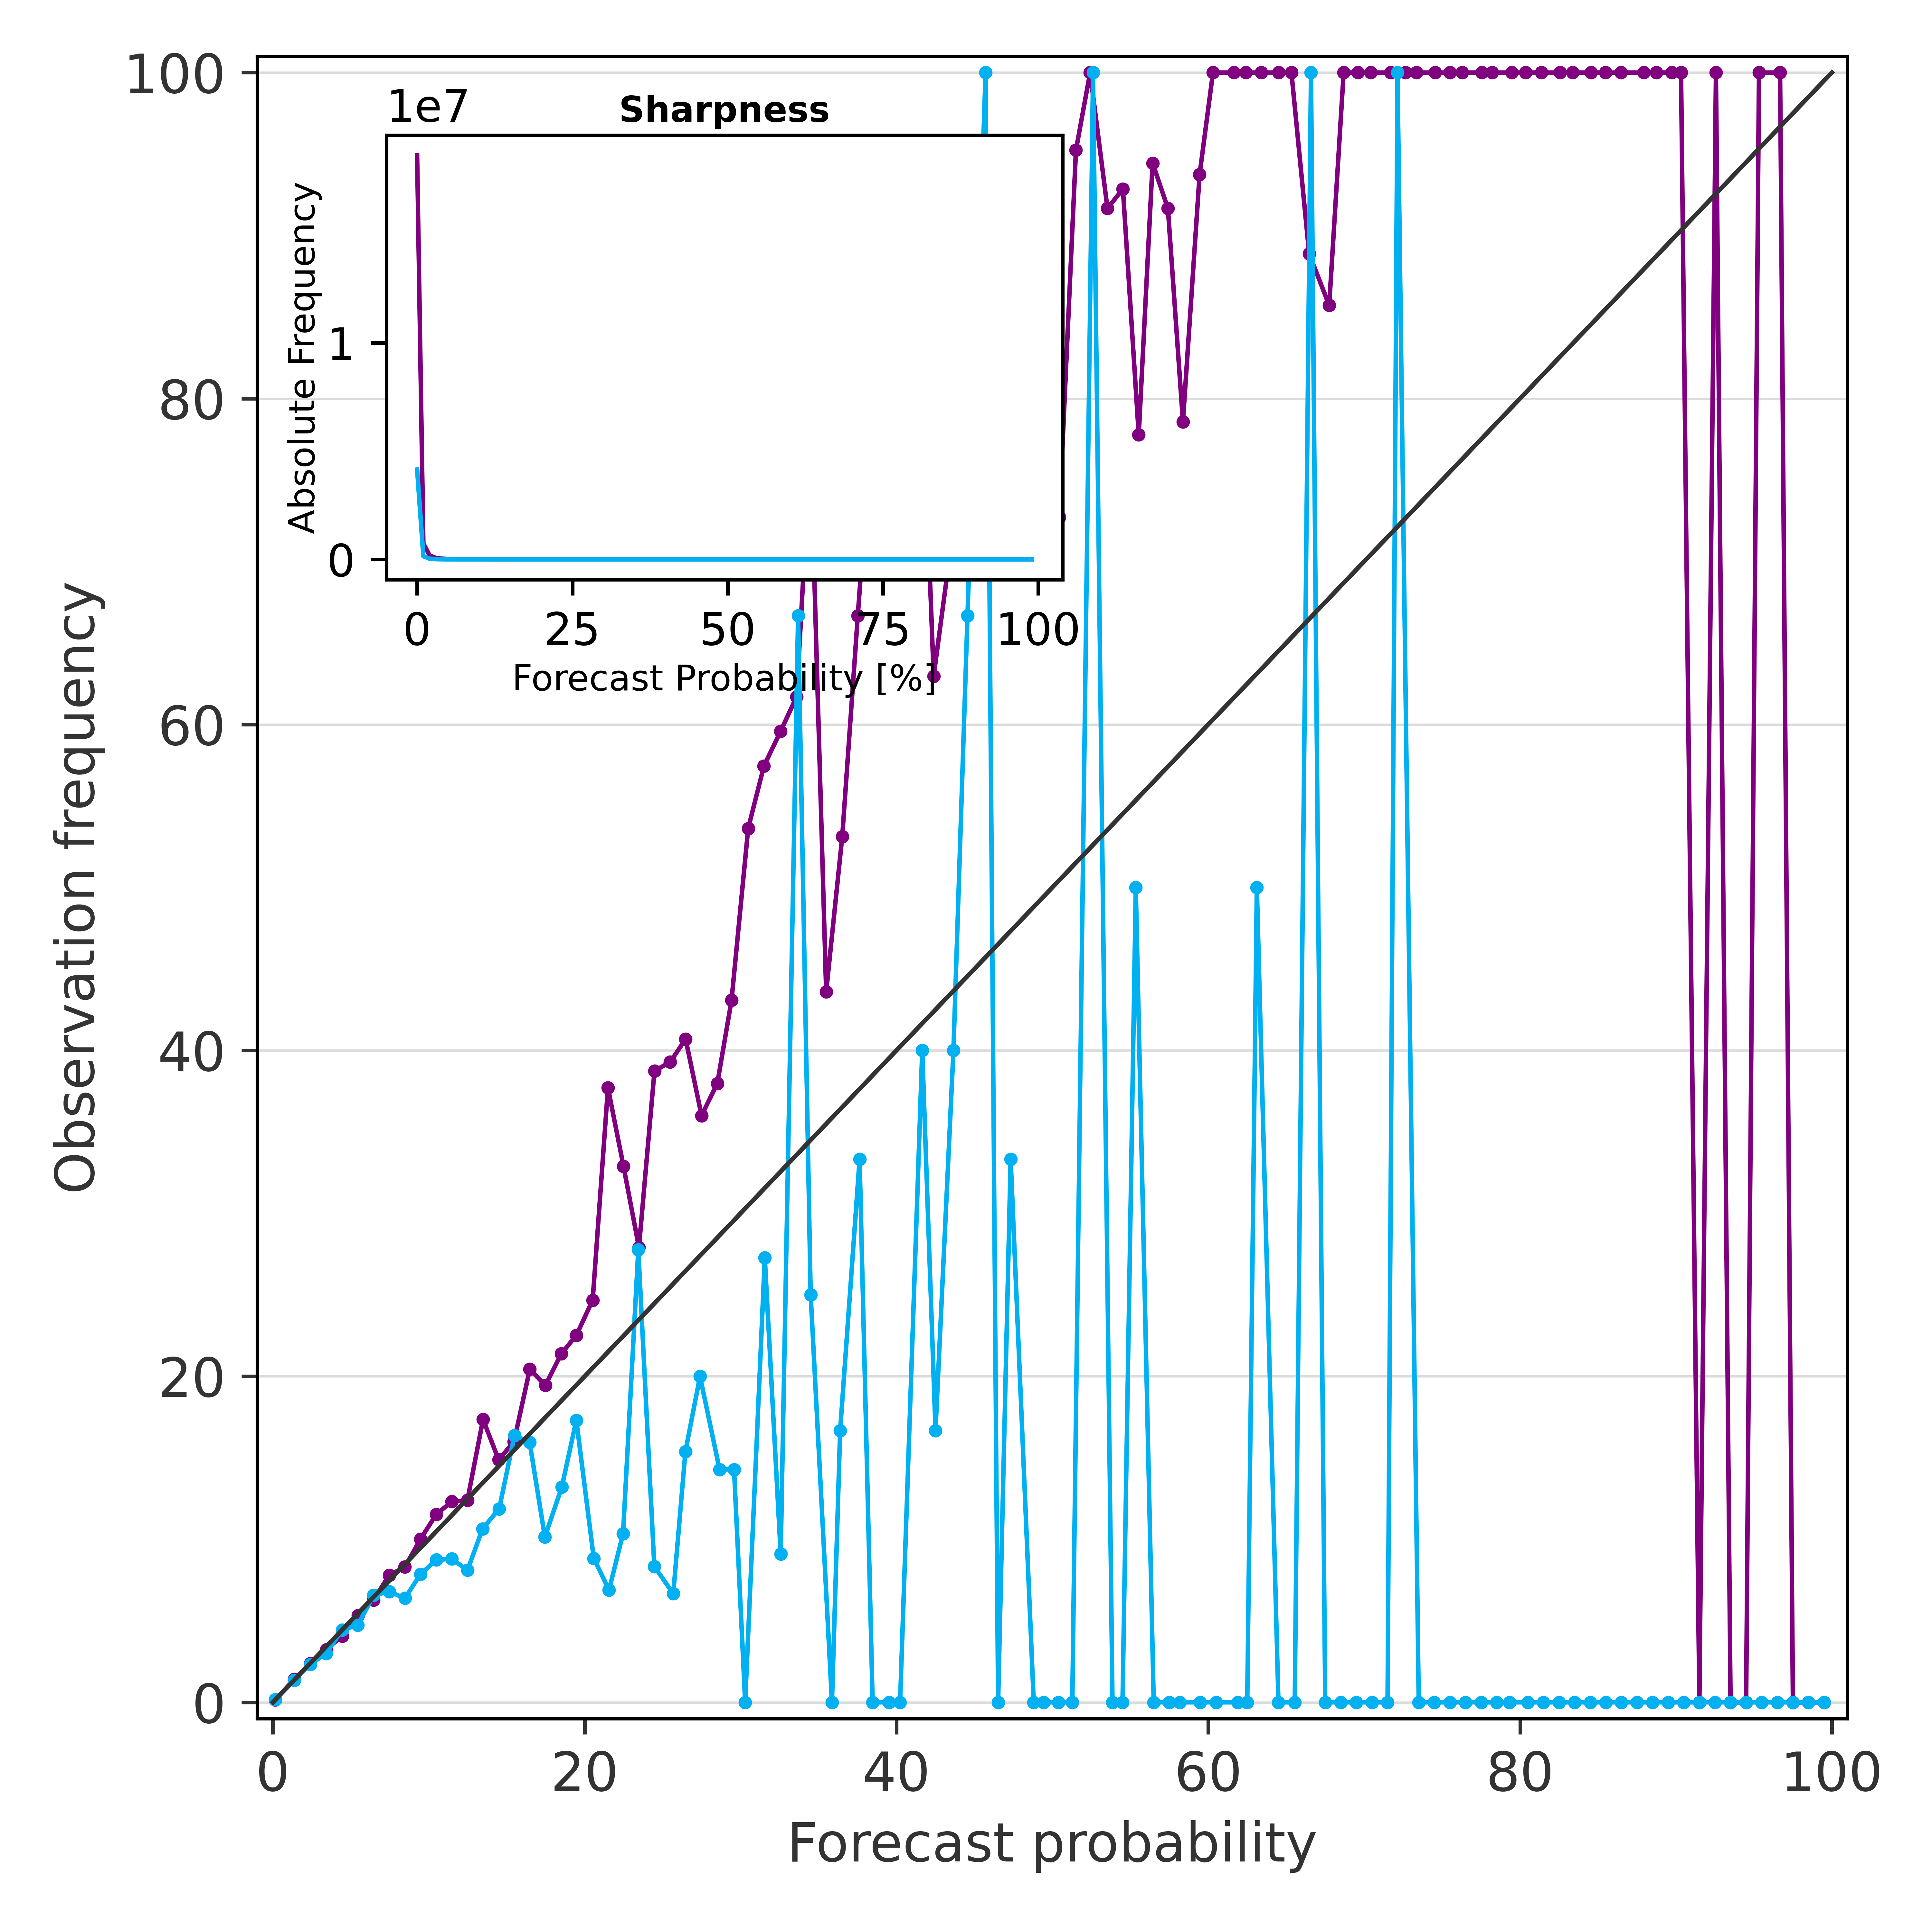 100
80
60
40
20
0
Observation frequency
0 20 40 60 80 100
Forecast probability
1e7
Sharpness
1
0
Absolute Frequency
0 25 50 75 100
Forecast Probability [%]